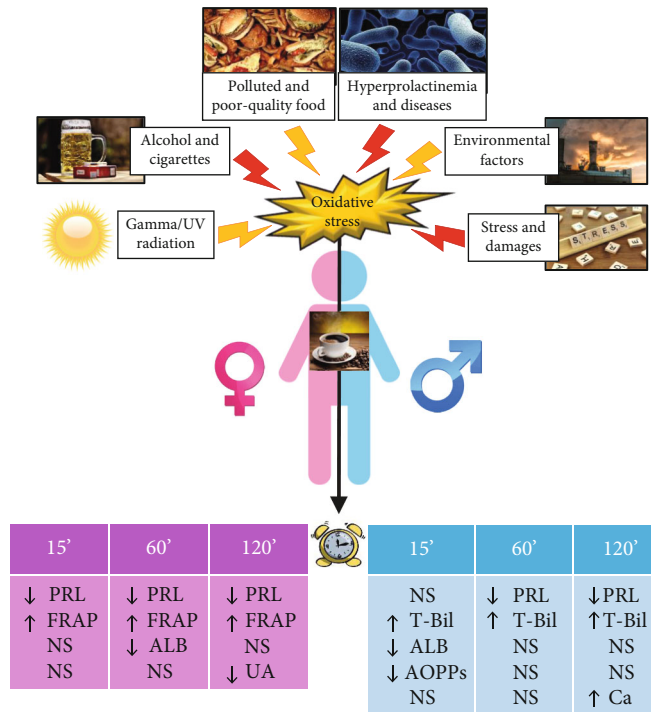 Polluted and
poor-quality food
Hyperprolactinemia
and diseases
Alcohol and
cigarettes
Environmental
factors
Oxidative
stress
Gamma/UV
radiation
Stress and
damages
S,T,R,E,S,S,
15' 60' 120'
↓ PRL ↓ PRL ↓ PRL
↑ FRAP ↑ FRAP ↑ FRAP
NS ↓ ALB NS
NS NS ↓ UA
15' 60' 120'
NS ↓ PRL ↓ PRL
↑ T-Bil ↑ T-Bil ↑ T-Bil
↓ ALB NS NS
↓ AOPPs NS NS
NS NS ↑ Ca